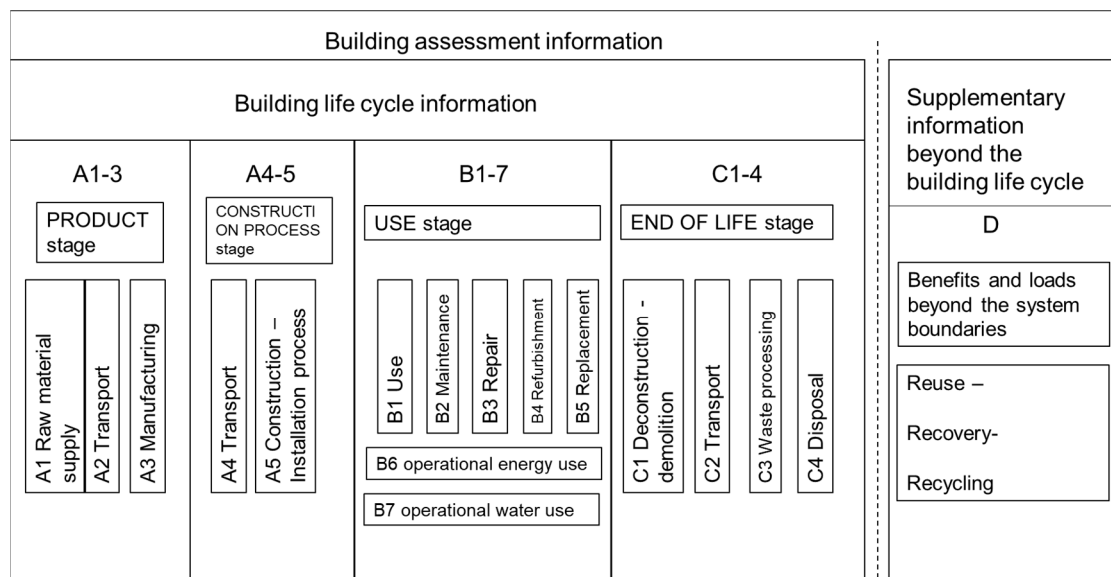 Building assessment information
Building life cycle information
Supplementary
information
beyond the
building life cycle
A1-3
A4-5
B1-7
C1-4
D
PRODUCT
stage
CONSTRUCTI
ON PROCESS
stage
USE stage
END OF LIFE stage
Benefits and loads
beyond the system
boundaries
A1 Raw material
supply
A2 Transport
A3 Manufacturing
A4 Transport
A5 Construction –
Installation process
B1 Use
B2 Maintenance
B3 Repair
B4 Refurbishment
B5 Replacement
B6 operational energy use
B7 operational water use
C1 Deconstruction -
demolition
C2 Transport
C3 Waste processing
C4 Disposal
Reuse –
Recovery-
Recycling